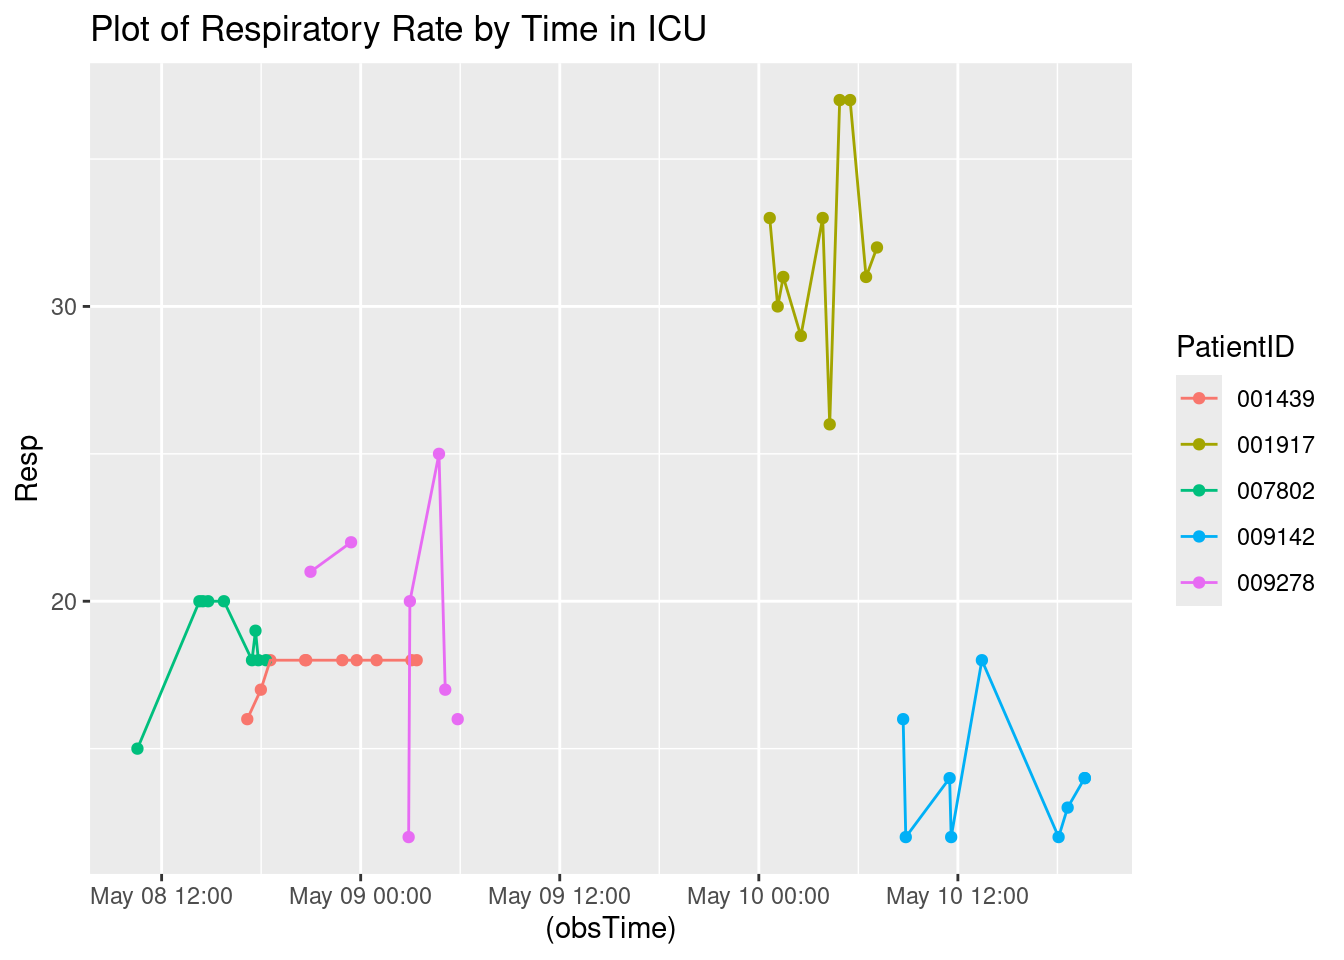 Plot of Respiratory Rate by Time in ICU
Resp
30
20
May 08 12:00
May 09 00:00
May 09 12:00
May 10 00:00
May 10 12:00
(obsTime)
PatientID
001439
001917
007802
009142
009278